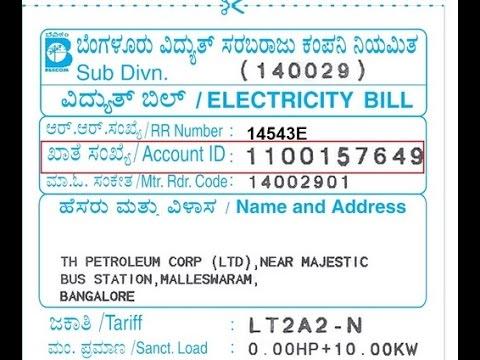 ಬೆವಿಕಂ
BESCOM
ಬೆಂಗಳೂರು ವಿದ್ಯುತ್ ಸರಬರಾಜು ಕಂಪನಿ ನಿಯಮಿತ
Sub Divn. (140029)
ವಿದ್ಯುತ್ ಬಿಲ್ / ELECTRICITY BILL
ಆರ್.ಆರ್.ಸಂಖ್ಯೆ / RR Number : 14543E
ಖಾತೆ ಸಂಖ್ಯೆ / Account ID : 1100157649
ಮಾ.ಓ. ಸಂಕೇತ / Mtr. Rdr. Code : 14002901
ಹೆಸರು ಮತ್ತು ವಿಳಾಸ / Name and Address
TH PETROLEUM CORP (LTD),NEAR MAJESTIC
BUS STATION,MALLESWARAM,
BANGALORE
ಜಕಾತಿ / Tariff : LT2A2-N
ಮಂ. ಪ್ರಮಾಣ / Sanct. Load : 0.00HP+10.00KW